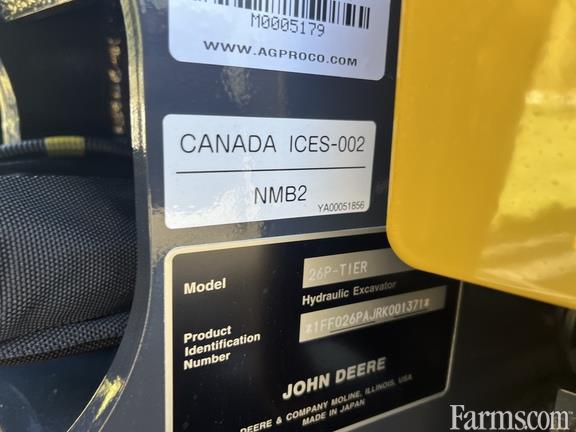 M0005179
WWW.AGPROCO.COM
CANADA ICES-002
NMB2
YA00051856
Model
26P-TIER
Hydraulic Excavator
Product
Identification
Number
*1FF026PAJRK001371*
JOHN DEERE
DEERE & COMPANY MOLINE, ILLINOIS, USA
MADE IN JAPAN
Farms.com